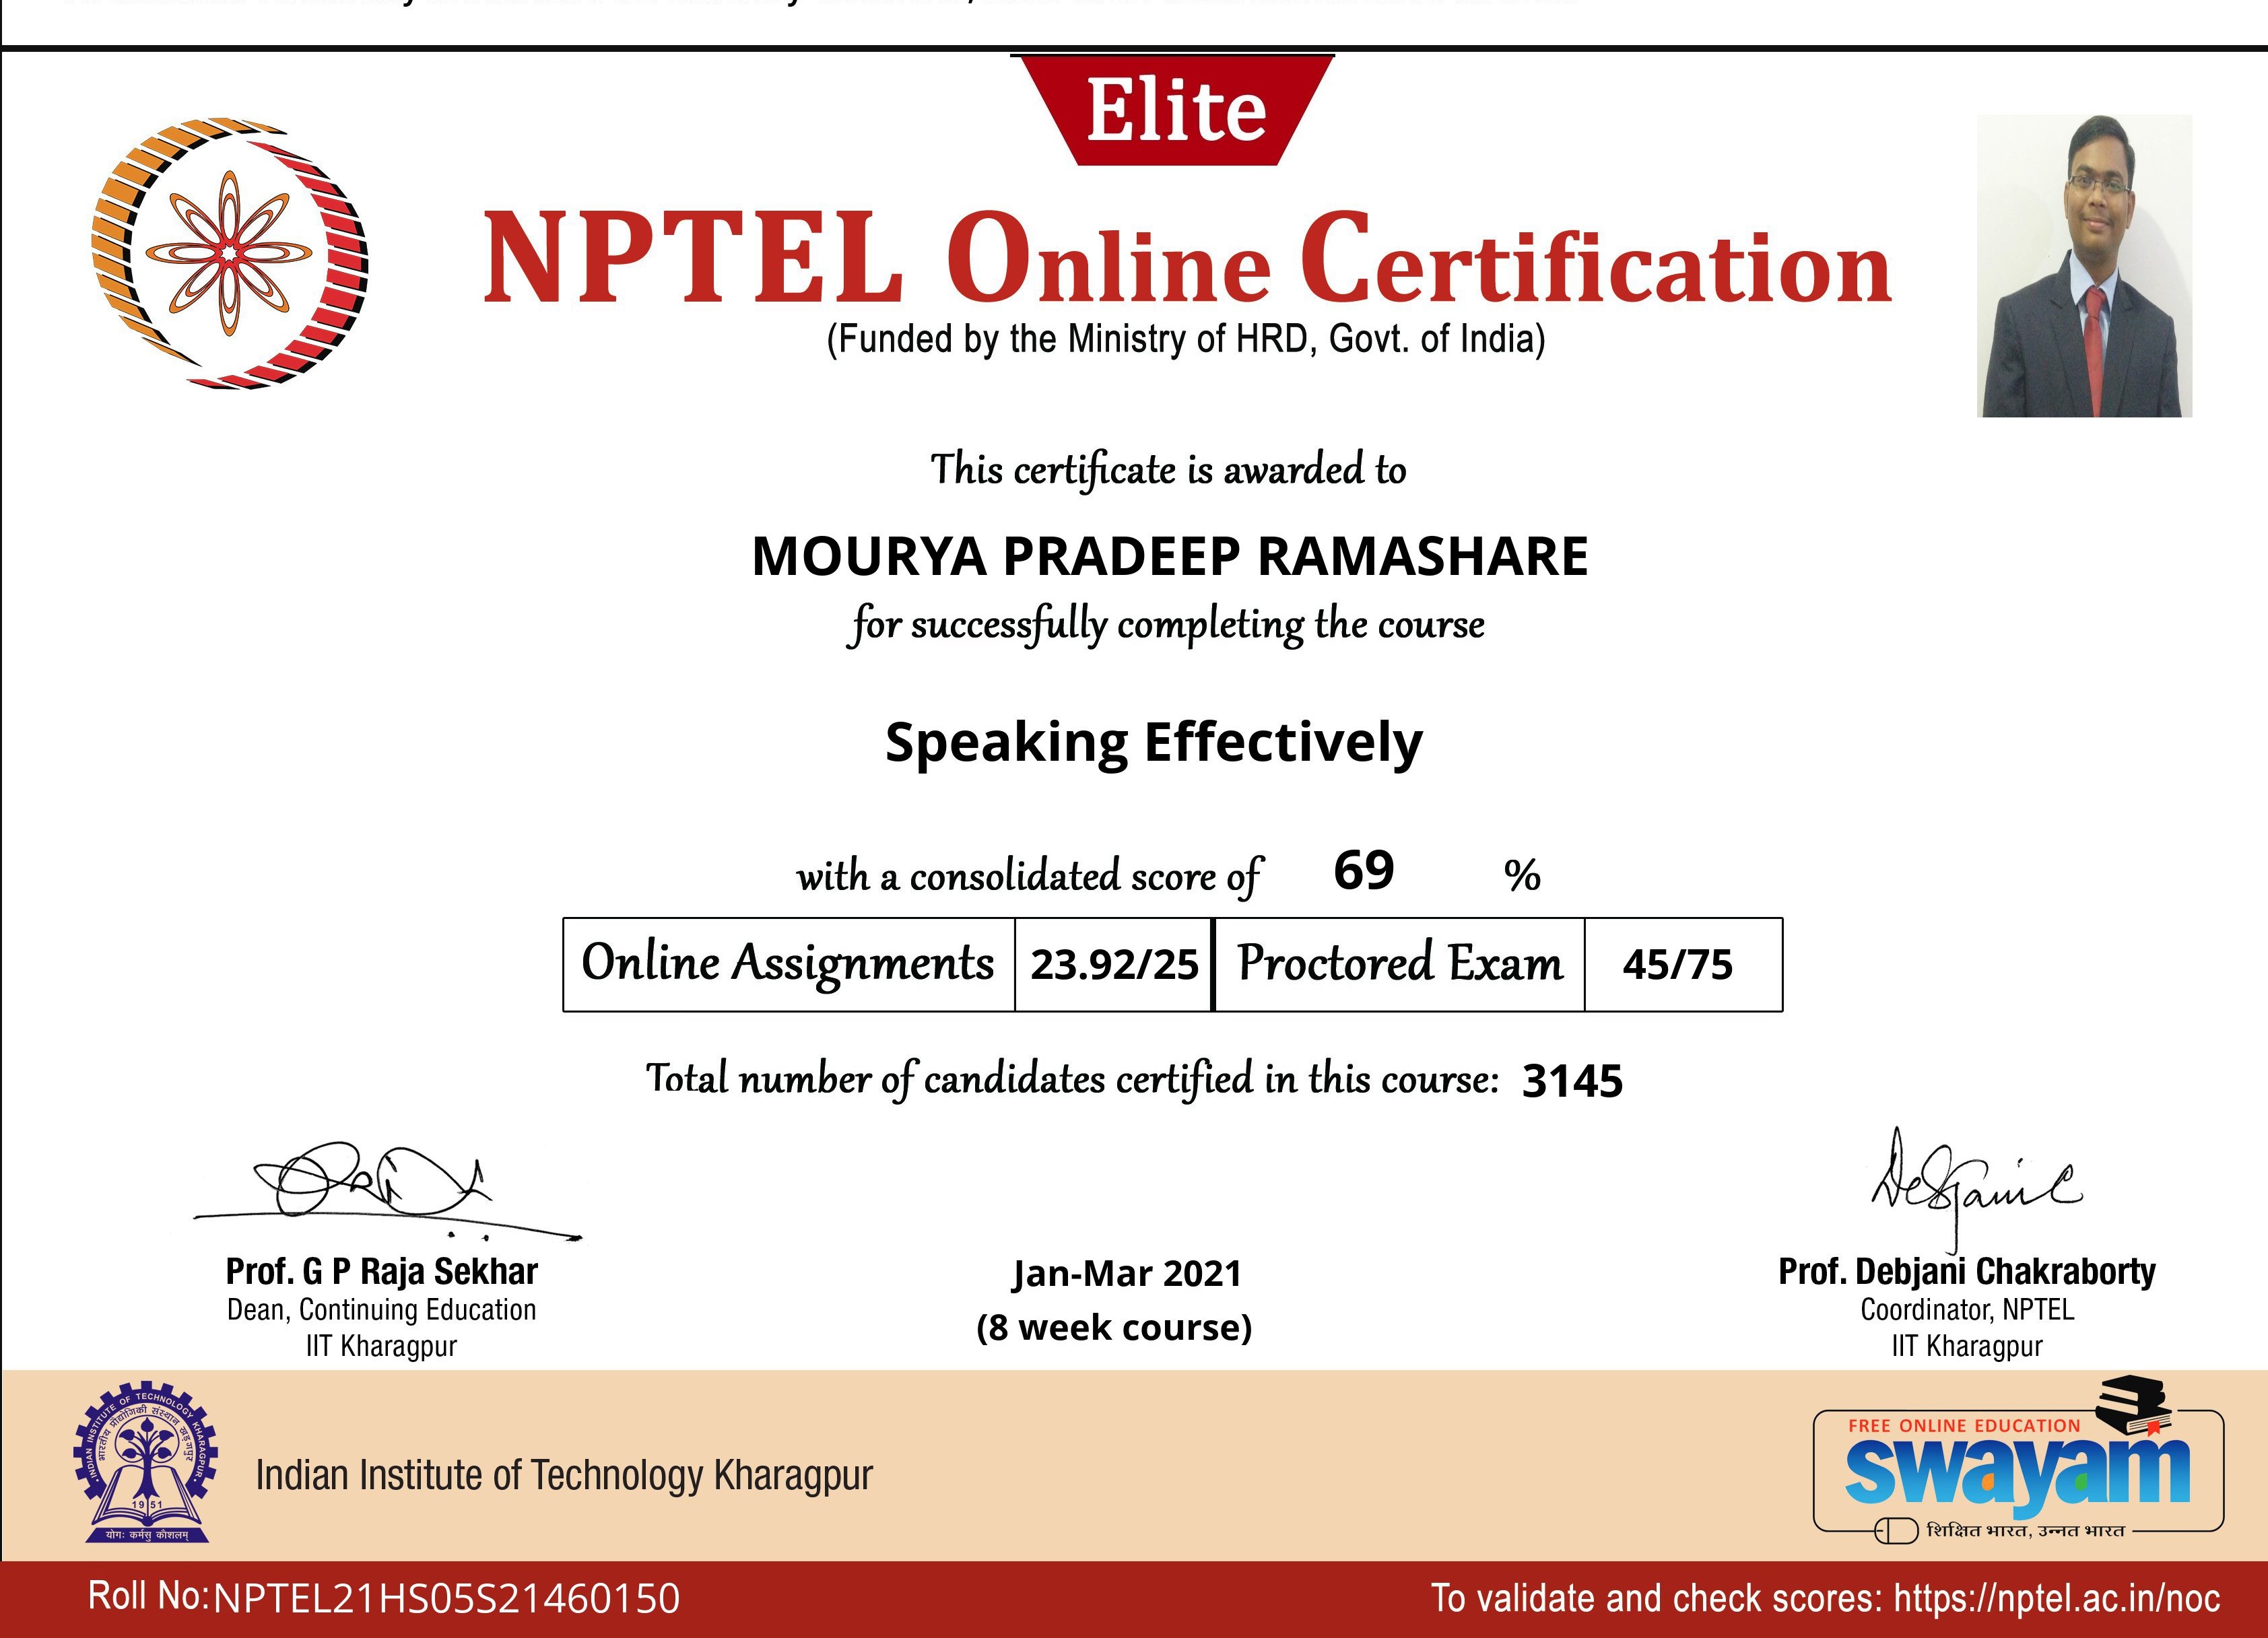 Elite
NPTEL Online Certification
(Funded by the Ministry of HRD, Govt. of India)
This certificate is awarded to
MOURYA PRADEEP RAMASHARE
for successfully completing the course
Speaking Effectively
with a consolidated score of 69 %
Online Assignments 23.92/25 Proctored Exam 45/75
Total number of candidates certified in this course: 3145
Prof. G P Raja Sekhar
Dean, Continuing Education
IIT Kharagpur
Jan-Mar 2021
(8 week course)
Prof. Debjani Chakraborty
Coordinator, NPTEL
IIT Kharagpur
INDIAN INSTITUTE OF TECHNOLOGY KHARAGPUR
भारतीय प्रौद्योगिकी संस्थान खड़गपुर
1951
योगः कर्मसु कौशलम्
Indian Institute of Technology Kharagpur
FREE ONLINE EDUCATION
swayam
शिक्षित भारत, उन्नत भारत
Roll No:NPTEL21HS05S21460150
To validate and check scores: https://nptel.ac.in/noc